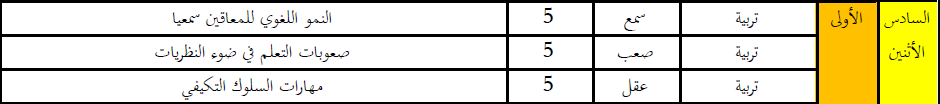 السادس الأثنين الأولى تربية سمع 5 النمو اللغوي للمعاقين سمعيا
تربية صعب 5 صعوبات التعلم في ضوء النظريات
تربية عقل 5 مهارات السلوك التكيفي